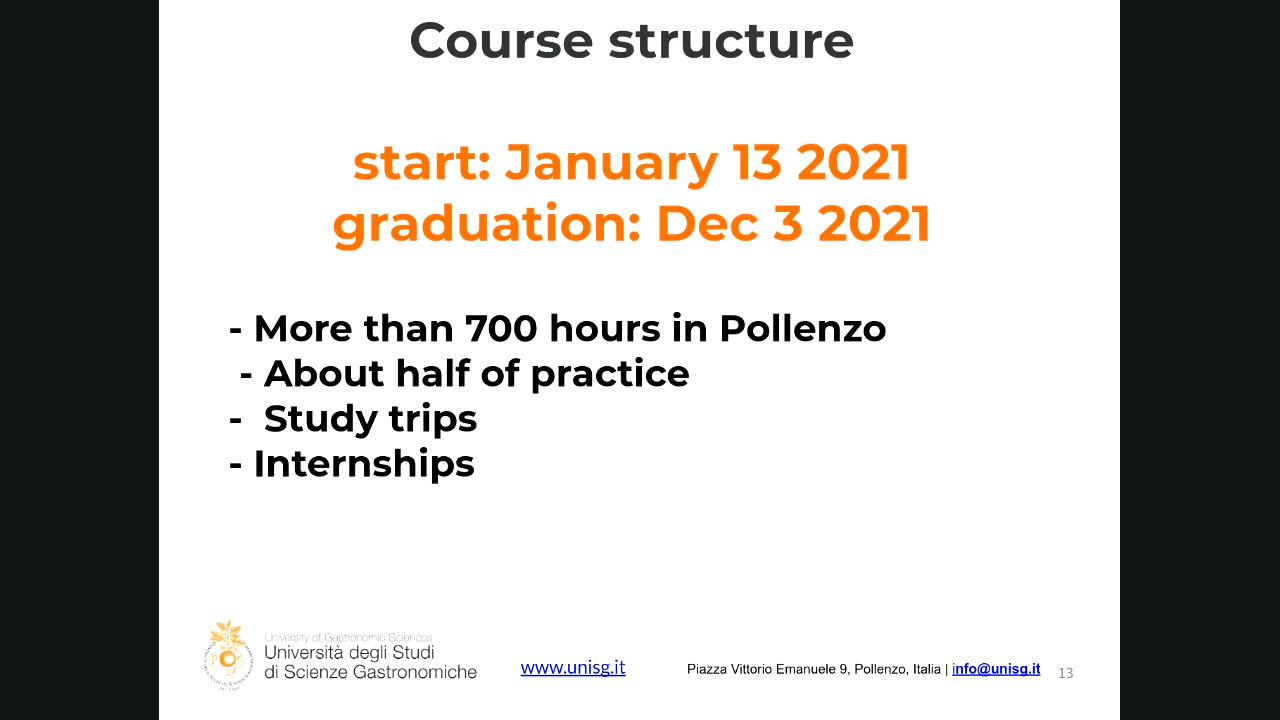 Course structure
start: January 13 2021
graduation: Dec 3 2021
- More than 700 hours in Pollenzo
- About half of practice
- Study trips
- Internships
University of Gastronomic Sciences
Università degli Studi
di Scienze Gastronomiche
www.unisg.it
Piazza Vittorio Emanuele 9, Pollenzo, Italia | info@unisg.it
13